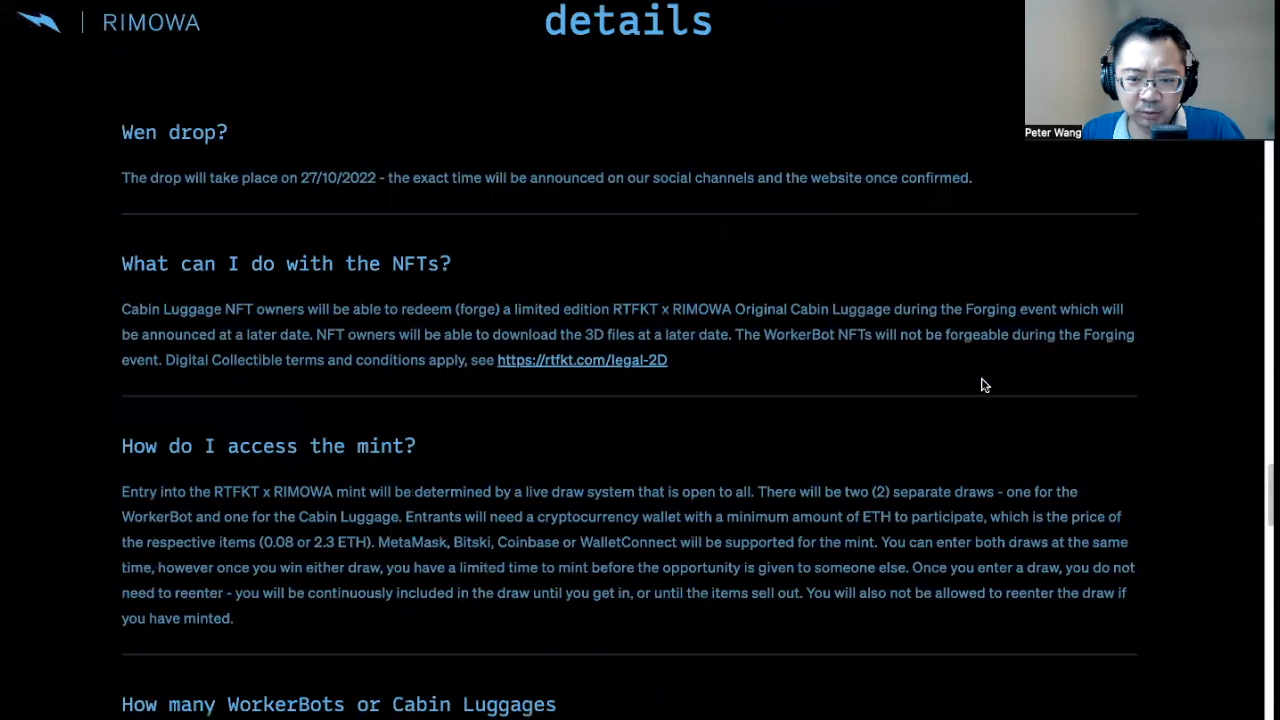 RIMOWA
details
Peter Wang
Wen drop?
The drop will take place on 27/10/2022 - the exact time will be announced on our social channels and the website once confirmed.
What can I do with the NFTs?
Cabin Luggage NFT owners will be able to redeem (forge) a limited edition RTFKT x RIMOWA Original Cabin Luggage during the Forging event which will
be announced at a later date. NFT owners will be able to download the 3D files at a later date. The WorkerBot NFTs will not be forgeable during the Forging
event. Digital Collectible terms and conditions apply, see https://rtfkt.com/legal-2D
How do I access the mint?
Entry into the RTFKT x RIMOWA mint will be determined by a live draw system that is open to all. There will be two (2) separate draws - one for the
WorkerBot and one for the Cabin Luggage. Entrants will need a cryptocurrency wallet with a minimum amount of ETH to participate, which is the price of
the respective items (0.08 or 2.3 ETH). MetaMask, Bitski, Coinbase or WalletConnect will be supported for the mint. You can enter both draws at the same
time, however once you win either draw, you have a limited time to mint before the opportunity is given to someone else. Once you enter a draw, you do not
need to reenter - you will be continuously included in the draw until you get in, or until the items sell out. You will also not be allowed to reenter the draw if
you have minted.
How many WorkerBots or Cabin Luggages